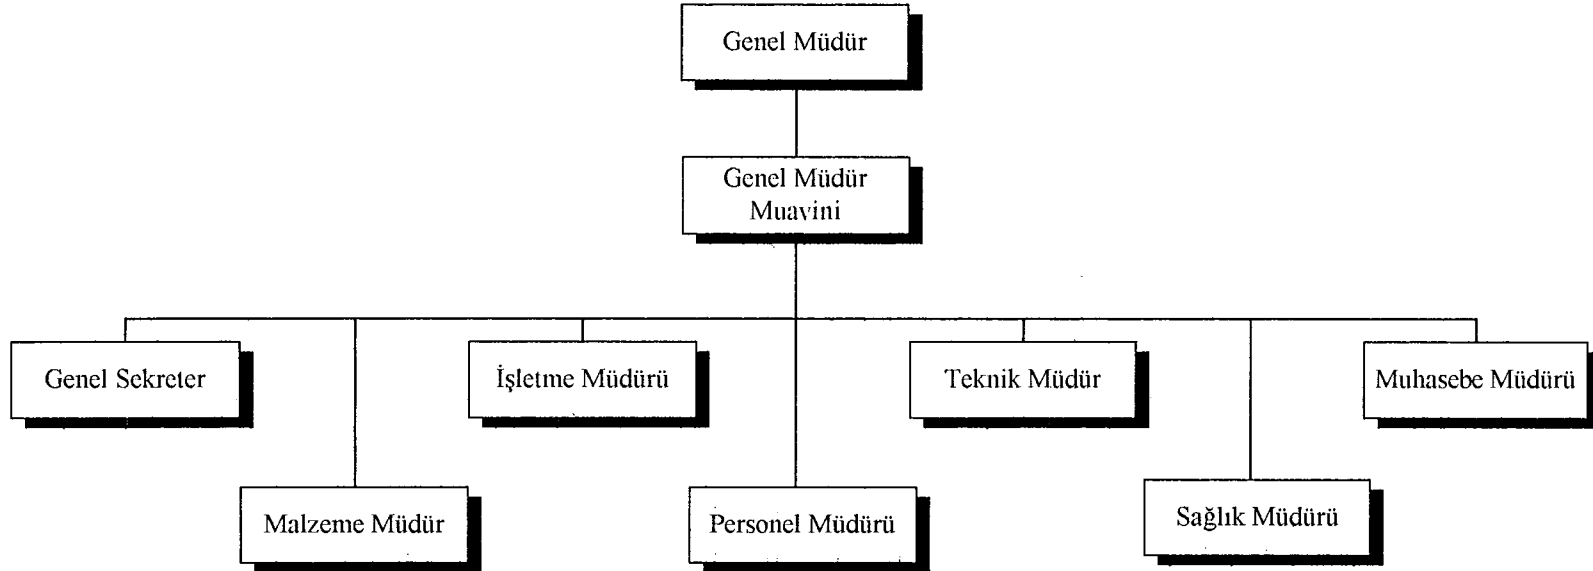 Genel Müdür
Genel Müdür
Muavini
Genel Sekreter
İşletme Müdürü
Teknik Müdür
Muhasebe Müdürü
Malzeme Müdür
Personel Müdürü
Sağlık Müdürü